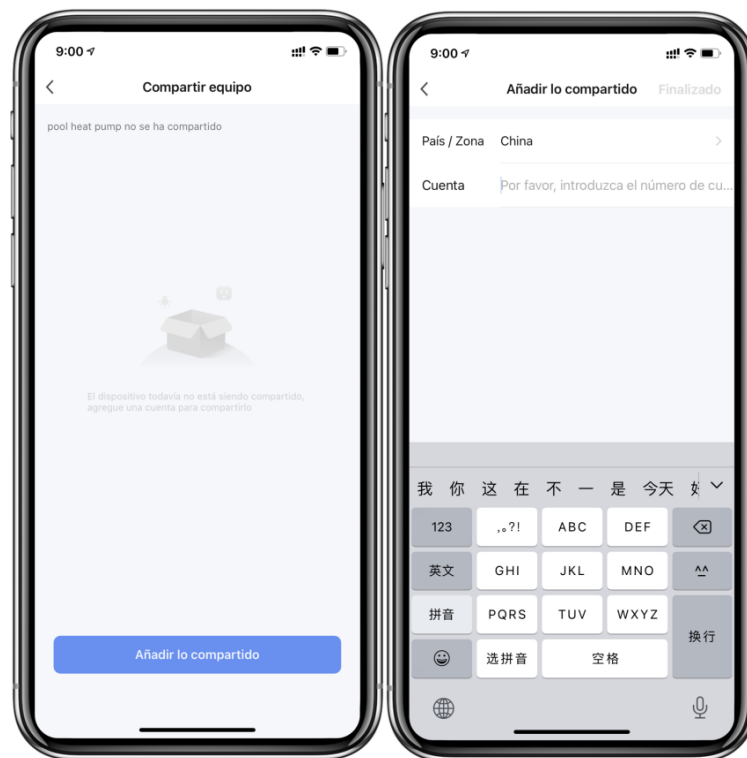 9:00
Compartir equipo
pool heat pump no se ha compartido
El dispositivo todavía no está siendo compartido,
agregue una cuenta para compartirlo
Añadir lo compartido
9:00
Añadir lo compartido Finalizado
País / Zona China
Cuenta Por favor, introduzca el número de cu...
我 你 这 在 不 一 是 今天
123 ,。?! ABC DEF
英文 GHI JKL MNO ^^
拼音 PQRS TUV WXYZ
换行
选拼音 空格